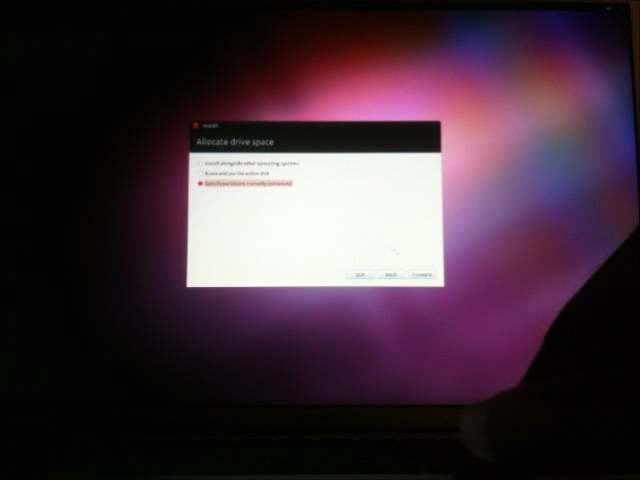 Install
Allocate drive space
Install alongside other operating systems
Erase and use the entire disk
Specify partitions manually (advanced)
Quit Back Forward